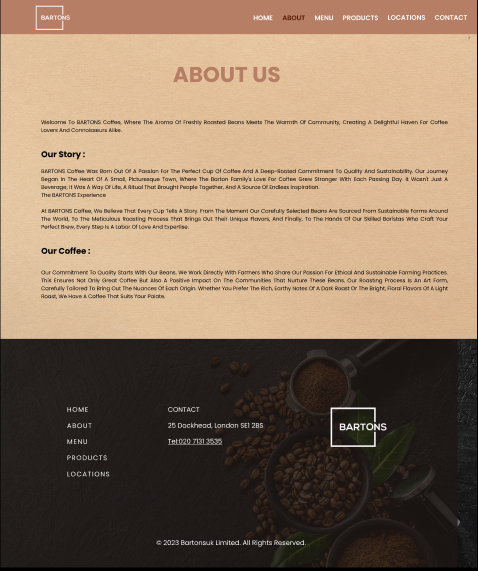 BARTONS
HOME ABOUT MENU PRODUCTS LOCATIONS CONTACT
ABOUT US
Welcome To BARTONS Coffee, Where The Aroma Of Freshly Roasted Beans Meets The Warmth Of Community, Creating A Delightful Haven For Coffee
Lovers And Connoisseurs Alike.
Our Story :
BARTONS Coffee Was Born Out Of A Passion For The Perfect Cup Of Coffee And A Deep-Rooted Commitment To Quality And Sustainability. Our Journey
Began In The Heart Of A Small, Picturesque Town, Where The Barton Family's Love For Coffee Grew Stronger With Each Passing Day. It Wasn't Just A
Beverage; It Was A Way Of Life, A Ritual That Brought People Together, And A Source Of Endless Inspiration.
The BARTONS Experience
At BARTONS Coffee, We Believe That Every Cup Tells A Story. From The Moment Our Carefully Selected Beans Are Sourced From Sustainable Farms Around
The World, To The Meticulous Roasting Process That Brings Out Their Unique Flavors, And Finally, To The Hands Of Our Skilled Baristas Who Craft Your
Perfect Brew, Every Step Is A Labor Of Love And Expertise.
Our Coffee :
Our Commitment To Quality Starts With Our Beans. We Work Directly With Farmers Who Share Our Passion For Ethical And Sustainable Farming Practices.
This Ensures Not Only Great Coffee But Also A Positive Impact On The Communities That Nurture These Beans. Our Roasting Process Is An Art Form,
Carefully Tailored To Bring Out The Nuances Of Each Origin. Whether You Prefer The Rich, Earthy Notes Of A Dark Roast Or The Bright, Floral Flavors Of A Light
Roast, We Have A Coffee That Suits Your Palate.
HOME
ABOUT
MENU
PRODUCTS
LOCATIONS
CONTACT
25 Dockhead, London SE1 2BS
Tel:020 7131 3535
BARTONS
© 2023 Bartonsuk Limited. All Rights Reserved.